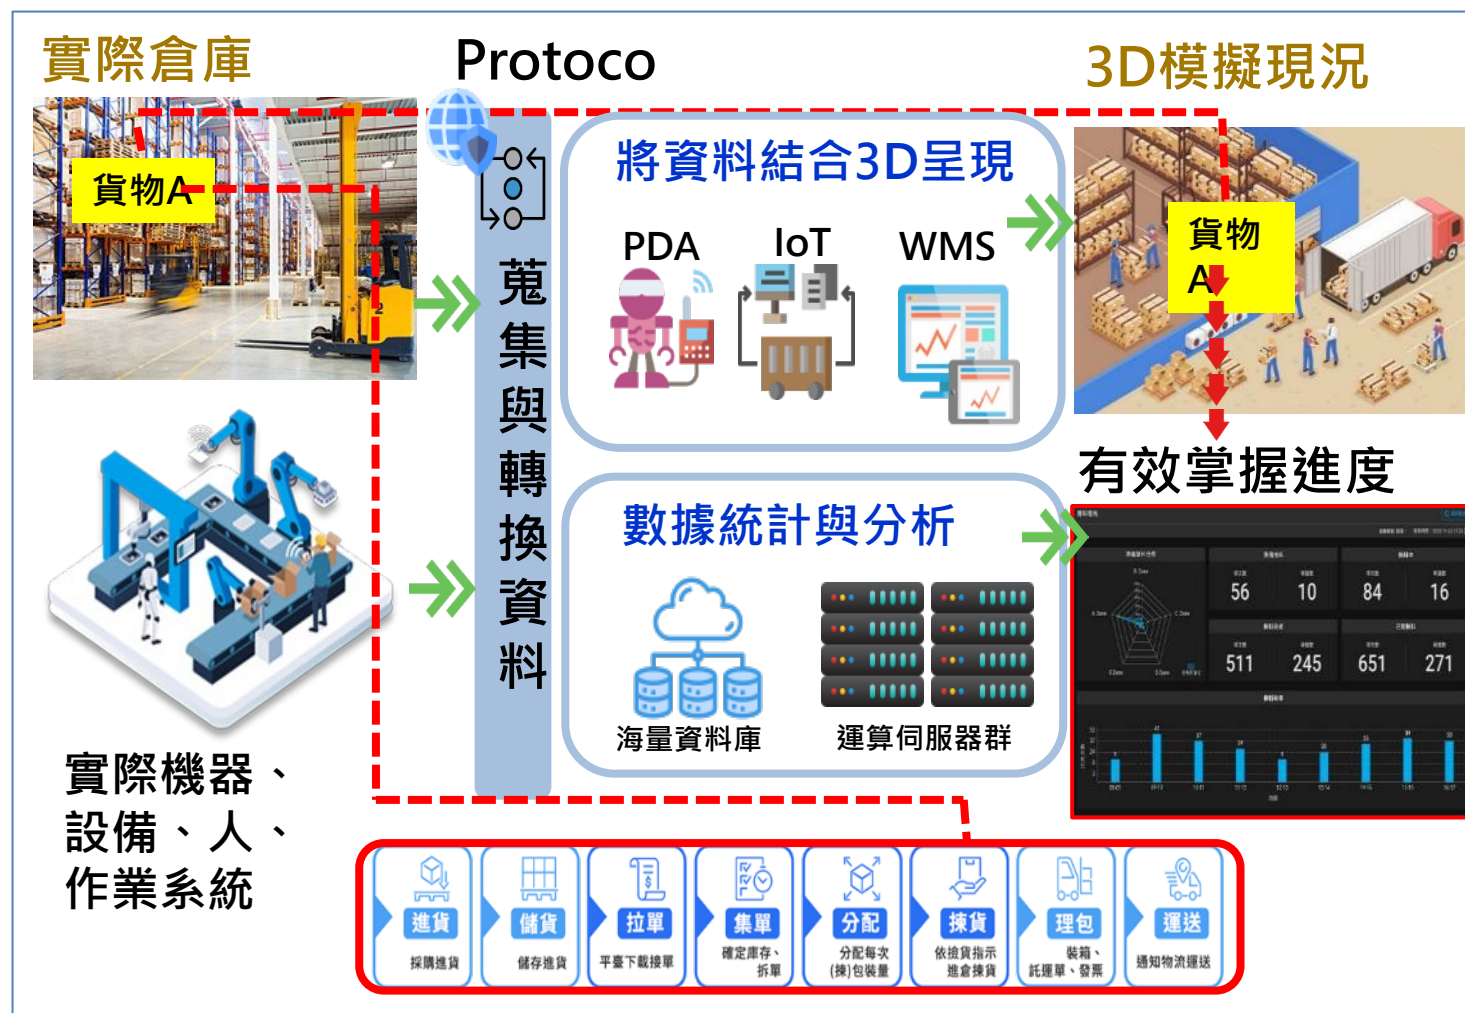 實際倉庫
Protoco
3D模擬現況
貨物A
將資料結合3D呈現
PDA
IoT
WMS
貨物
A
蒐集與轉換資料
有效掌握進度
數據統計與分析
海量資料庫
運算伺服器群
56
10
84
16
511
245
651
271
實際機器、
設備、人、
作業系統
進貨
採購進貨
儲貨
儲存進貨
拉單
平臺下載接單
集單
確定庫存、
拆單
分配
分配每次
(揀)包裝量
揀貨
依撿貨指示
進倉揀貨
理包
裝箱、
託運單、發票
運送
通知物流運送